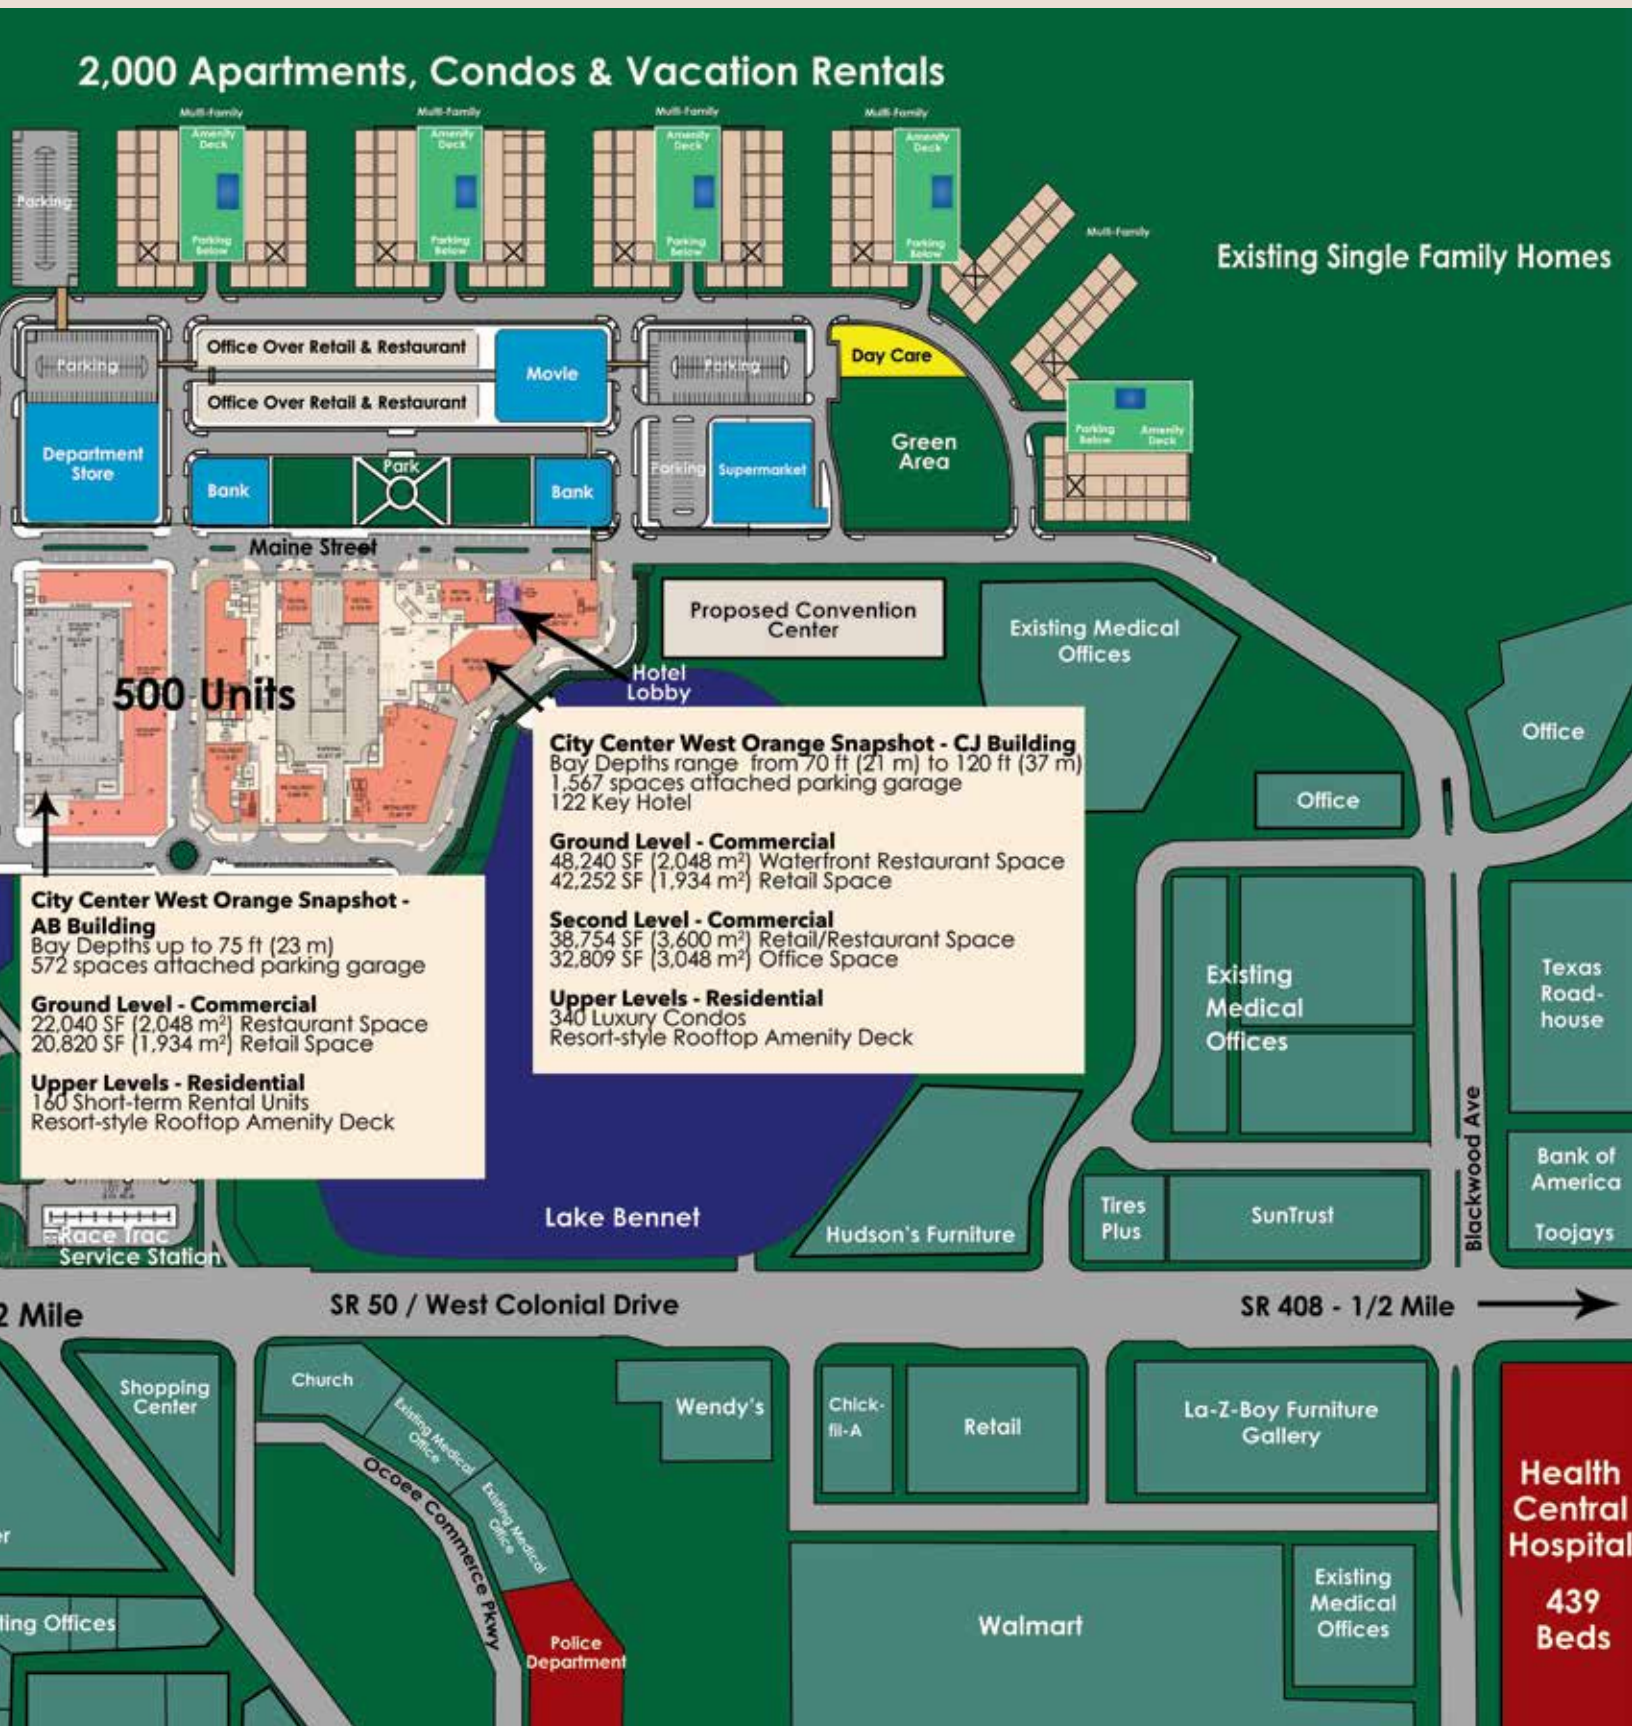 2,000 Apartments, Condos & Vacation Rentals
Multi-Family
Multi-Family
Multi-Family
Multi-Family
Amenity
Deck
Amenity
Deck
Amenity
Deck
Amenity
Deck
Parking
Parking
Below
Parking
Below
Parking
Below
Parking
Below
Multi-Family
Existing Single Family Homes
Parking
Office Over Retail & Restaurant
Movie
Parking
Day Care
Office Over Retail & Restaurant
Parking
Below
Amenity
Deck
Department
Store
Bank
Park
Bank
Parking
Supermarket
Green
Area
Maine Street
Proposed Convention
Center
Existing Medical
Offices
Hotel
Lobby
500 Units
Office
Office
City Center West Orange Snapshot - CJ Building
Bay Depths range from 70 ft (21 m) to 120 ft (37 m)
1,567 spaces attached parking garage
122 Key Hotel
Ground Level - Commercial
48,240 SF (2,048 m²) Waterfront Restaurant Space
42,252 SF (1,934 m²) Retail Space
Second Level - Commercial
38,754 SF (3,600 m²) Retail/Restaurant Space
32,809 SF (3,048 m²) Office Space
Upper Levels - Residential
340 Luxury Condos
Resort-style Rooftop Amenity Deck
City Center West Orange Snapshot -
AB Building
Bay Depths up to 75 ft (23 m)
572 spaces attached parking garage
Ground Level - Commercial
22,040 SF (2,048 m²) Restaurant Space
20,820 SF (1,934 m²) Retail Space
Upper Levels - Residential
160 Short-term Rental Units
Resort-style Rooftop Amenity Deck
Existing
Medical
Offices
Texas
Road-
house
Blackwood Ave
Bank of
America
Toojays
Tires
Plus
SunTrust
Lake Bennet
Hudson's Furniture
Race Trac
Service Station
2 Mile
SR 50 / West Colonial Drive
SR 408 - 1/2 Mile
Shopping
Center
Church
Existing Medical
Office
Existing Medical
Office
Ocoee Commerce Pkwy
Wendy's
Chick-
fil-A
Retail
La-Z-Boy Furniture
Gallery
Health
Central
Hospital
439
Beds
er
ting Offices
Police
Department
Walmart
Existing
Medical
Offices